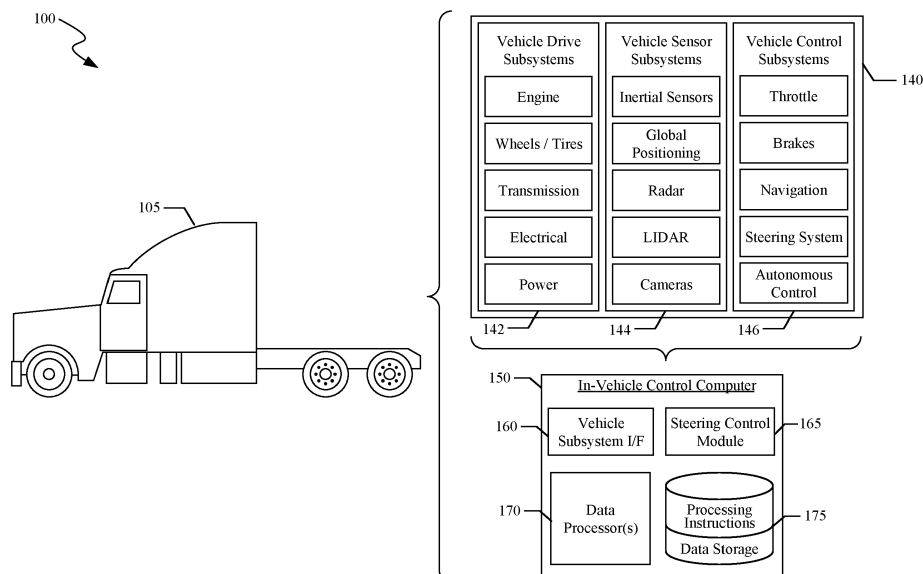 100
105
Vehicle Drive
Subsystems
Engine
Wheels / Tires
Transmission
Electrical
Power
142
Vehicle Sensor
Subsystems
Inertial Sensors
Global
Positioning
Radar
LIDAR
Cameras
144
Vehicle Control
Subsystems
Throttle
Brakes
Navigation
Steering System
Autonomous
Control
146
140
150
In-Vehicle Control Computer
160
Vehicle
Subsystem I/F
Steering Control
Module
165
170
Data
Processor(s)
Processing
Instructions
Data Storage
175